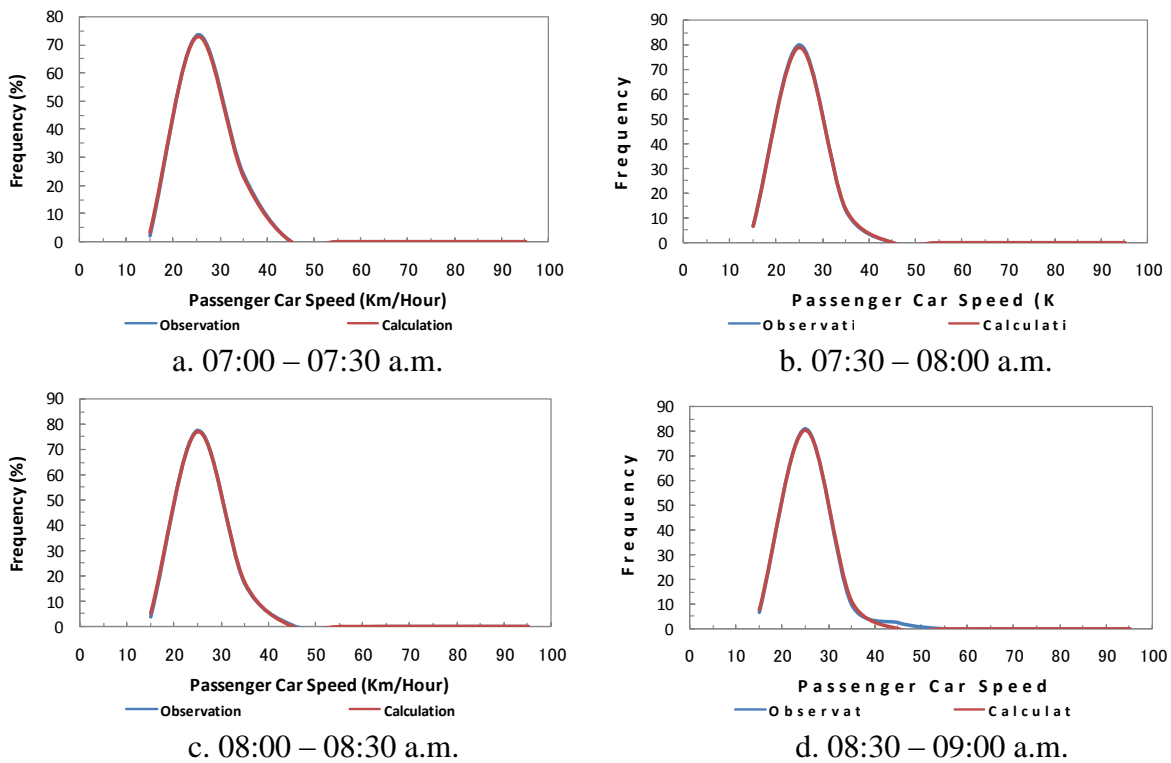 80
70
60
50
40
30
20
10
0
Frequency (%)
0 10 20 30 40 50 60 70 80 90 100
Passenger Car Speed (Km/Hour)
Observation Calculation
a. 07:00 – 07:30 a.m.
90
80
70
60
50
40
30
20
10
0
Frequency
0 10 20 30 40 50 60 70 80 90 100
Passenger Car Speed (K
Observati Calculati
b. 07:30 – 08:00 a.m.
90
80
70
60
50
40
30
20
10
0
Frequency (%)
0 10 20 30 40 50 60 70 80 90 100
Passenger Car Speed (Km/Hour)
Observation Calculation
c. 08:00 – 08:30 a.m.
90
80
70
60
50
40
30
20
10
0
Frequency
0 10 20 30 40 50 60 70 80 90 100
Passenger Car Speed
Observat Calculat
d. 08:30 – 09:00 a.m.